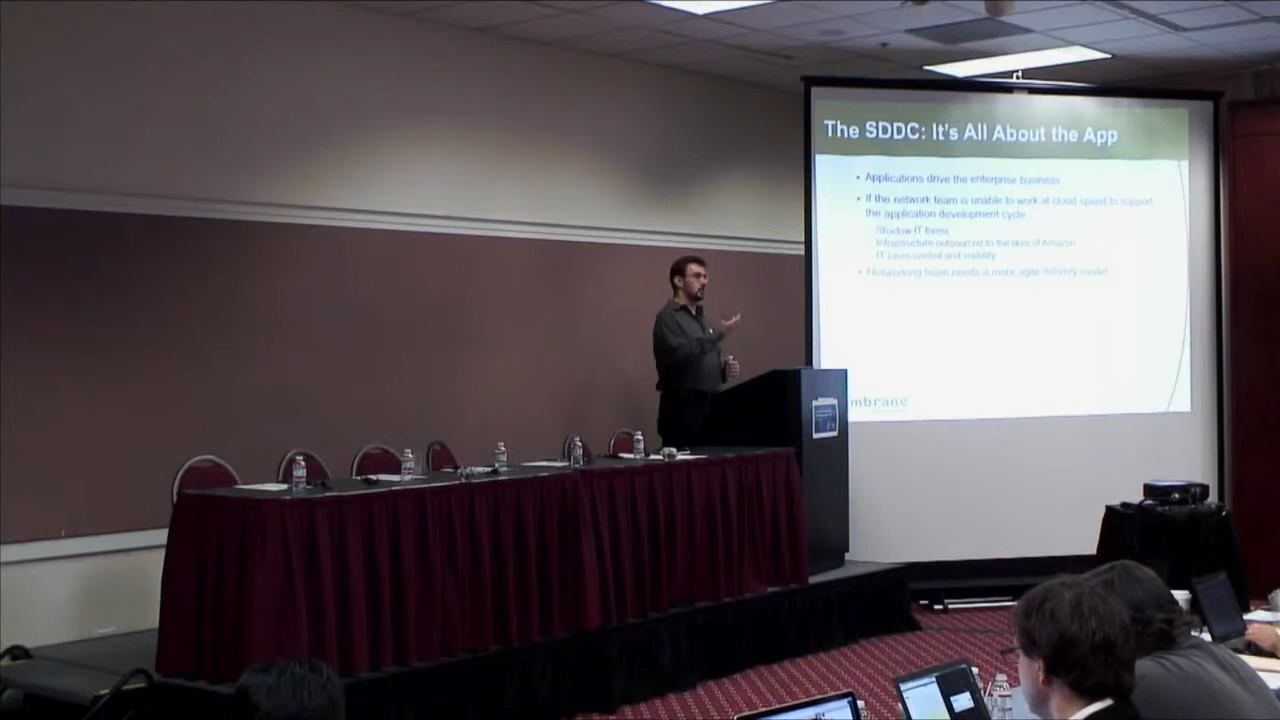 The SDDC: It's All About the App
• Applications drive the enterprise business
• If the network team is unable to work at cloud speed to support
the application development cycle
Shadow IT forms
Infrastructure outsourced to the likes of Amazon
IT loses control and visibility
• Networking team needs a more agile delivery model
mbrane